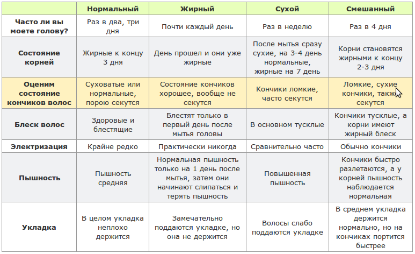 Нормальный Жирный Сухой Смешанный
Часто ли вы Раз в два, три Почти каждый день Раз в неделю Раз в 4 дня
моете голову? дня
Состояние Жирные к концу День прошел и они уже После мытья сразу Корни становятся
корней 3 дня жирные сухие, на 3-4 день жирными к концу
нормальные, 2-3 дня
жирные на 7 день
Оценим Суховатые или Состояние кончиков Кончики ломкие, Ломкие, сухие
состояние нормальные, хорошее, вообще не часто секутся кончики, также
кончиков волос порою секутся секутся секутся
Блеск волос Здоровые и Блестят только в В основном тусклые Кончики тусклые, а
блестящие первый день после корни имеют
мытья головы жирный блеск
Электризация Крайне редко Практически никогда Сравнительно часто Обычно кончики
Пышность Пышность Нормальная пышность Повышенная Кончики быстро
средняя только на 1 день после пышность разлетаются, а у
мытья, затем они корней пышность
начинают слипаться и наблюдается
терять пышность нормальная
Укладка В целом укладка Замечательно Волосы слабо В среднем укладка
неплохо поддаются укладке, но поддаются укладке держится
держится она не держится нормально, но на
кончиках портится
быстрее